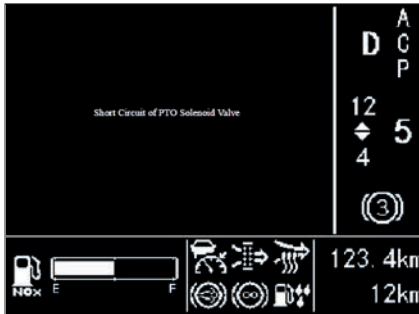 Short Circuit of PTO Solenoid Valve
D
A
C
P
12
4
5
3
NOx
E
F
123.4km
12km